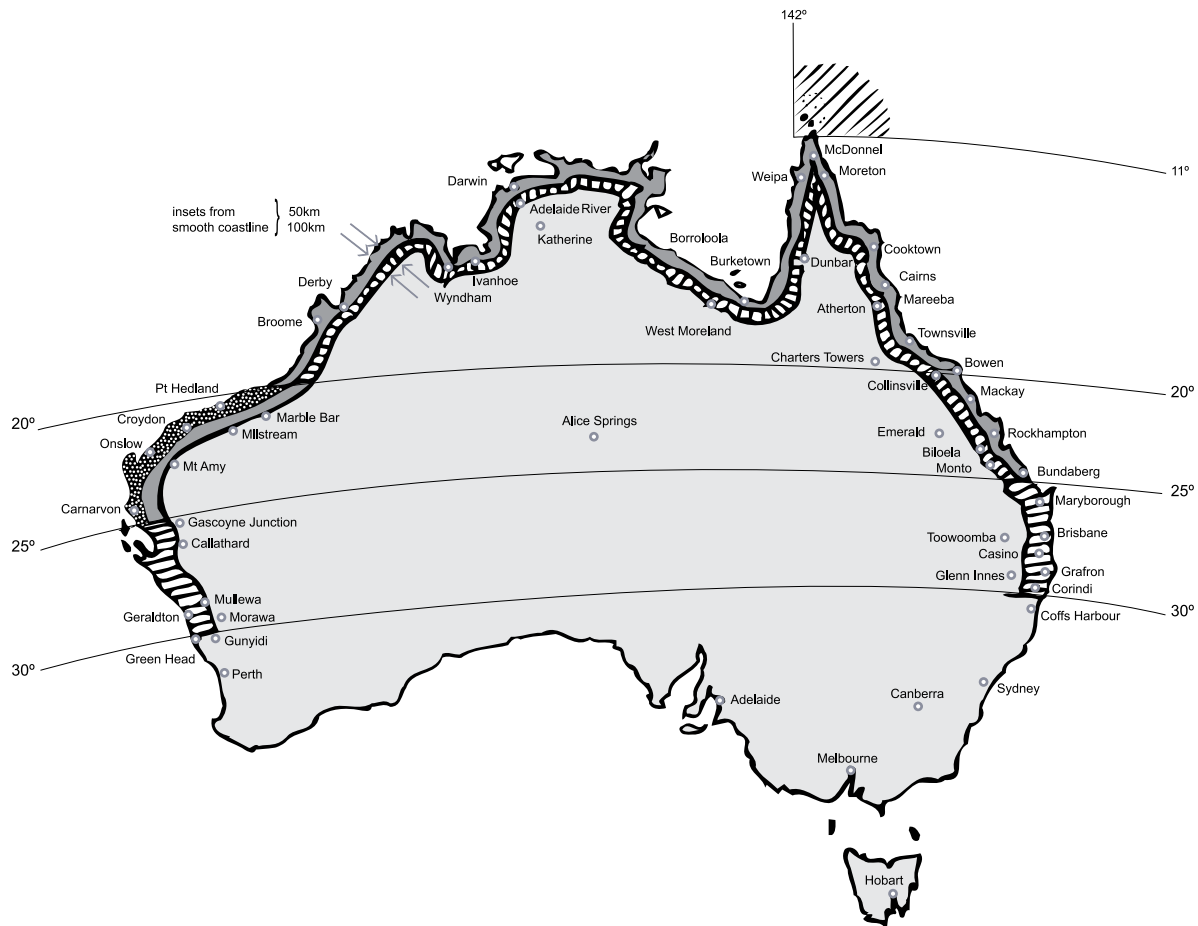 142º
McDonnel
Weipa
Moreton
11º
Darwin
insets from
smooth coastline
50km
100km
Adelaide River
Katherine
Borroloola
Cooktown
Burketown
Dunbar
Ivanhoe
Cairns
Derby
Wyndham
Mareeba
Atherton
Broome
West Moreland
Townsville
Charters Towers
Bowen
Pt Hedland
Collinsville
20º
Mackay
Croydon
Marble Bar
20º
Alice Springs
Millstream
Emerald
Rockhampton
Onslow
Biloela
Mt Amy
Monto
Bundaberg
25º
Carnarvon
Maryborough
Gascoyne Junction
Toowoomba
Brisbane
25º
Callathard
Casino
Glenn Innes
Grafron
Mullewa
Corindi
Geraldton
Morawa
30º
Coffs Harbour
Gunyidi
Green Head
30º
Perth
Sydney
Canberra
Adelaide
Melbourne
Hobart